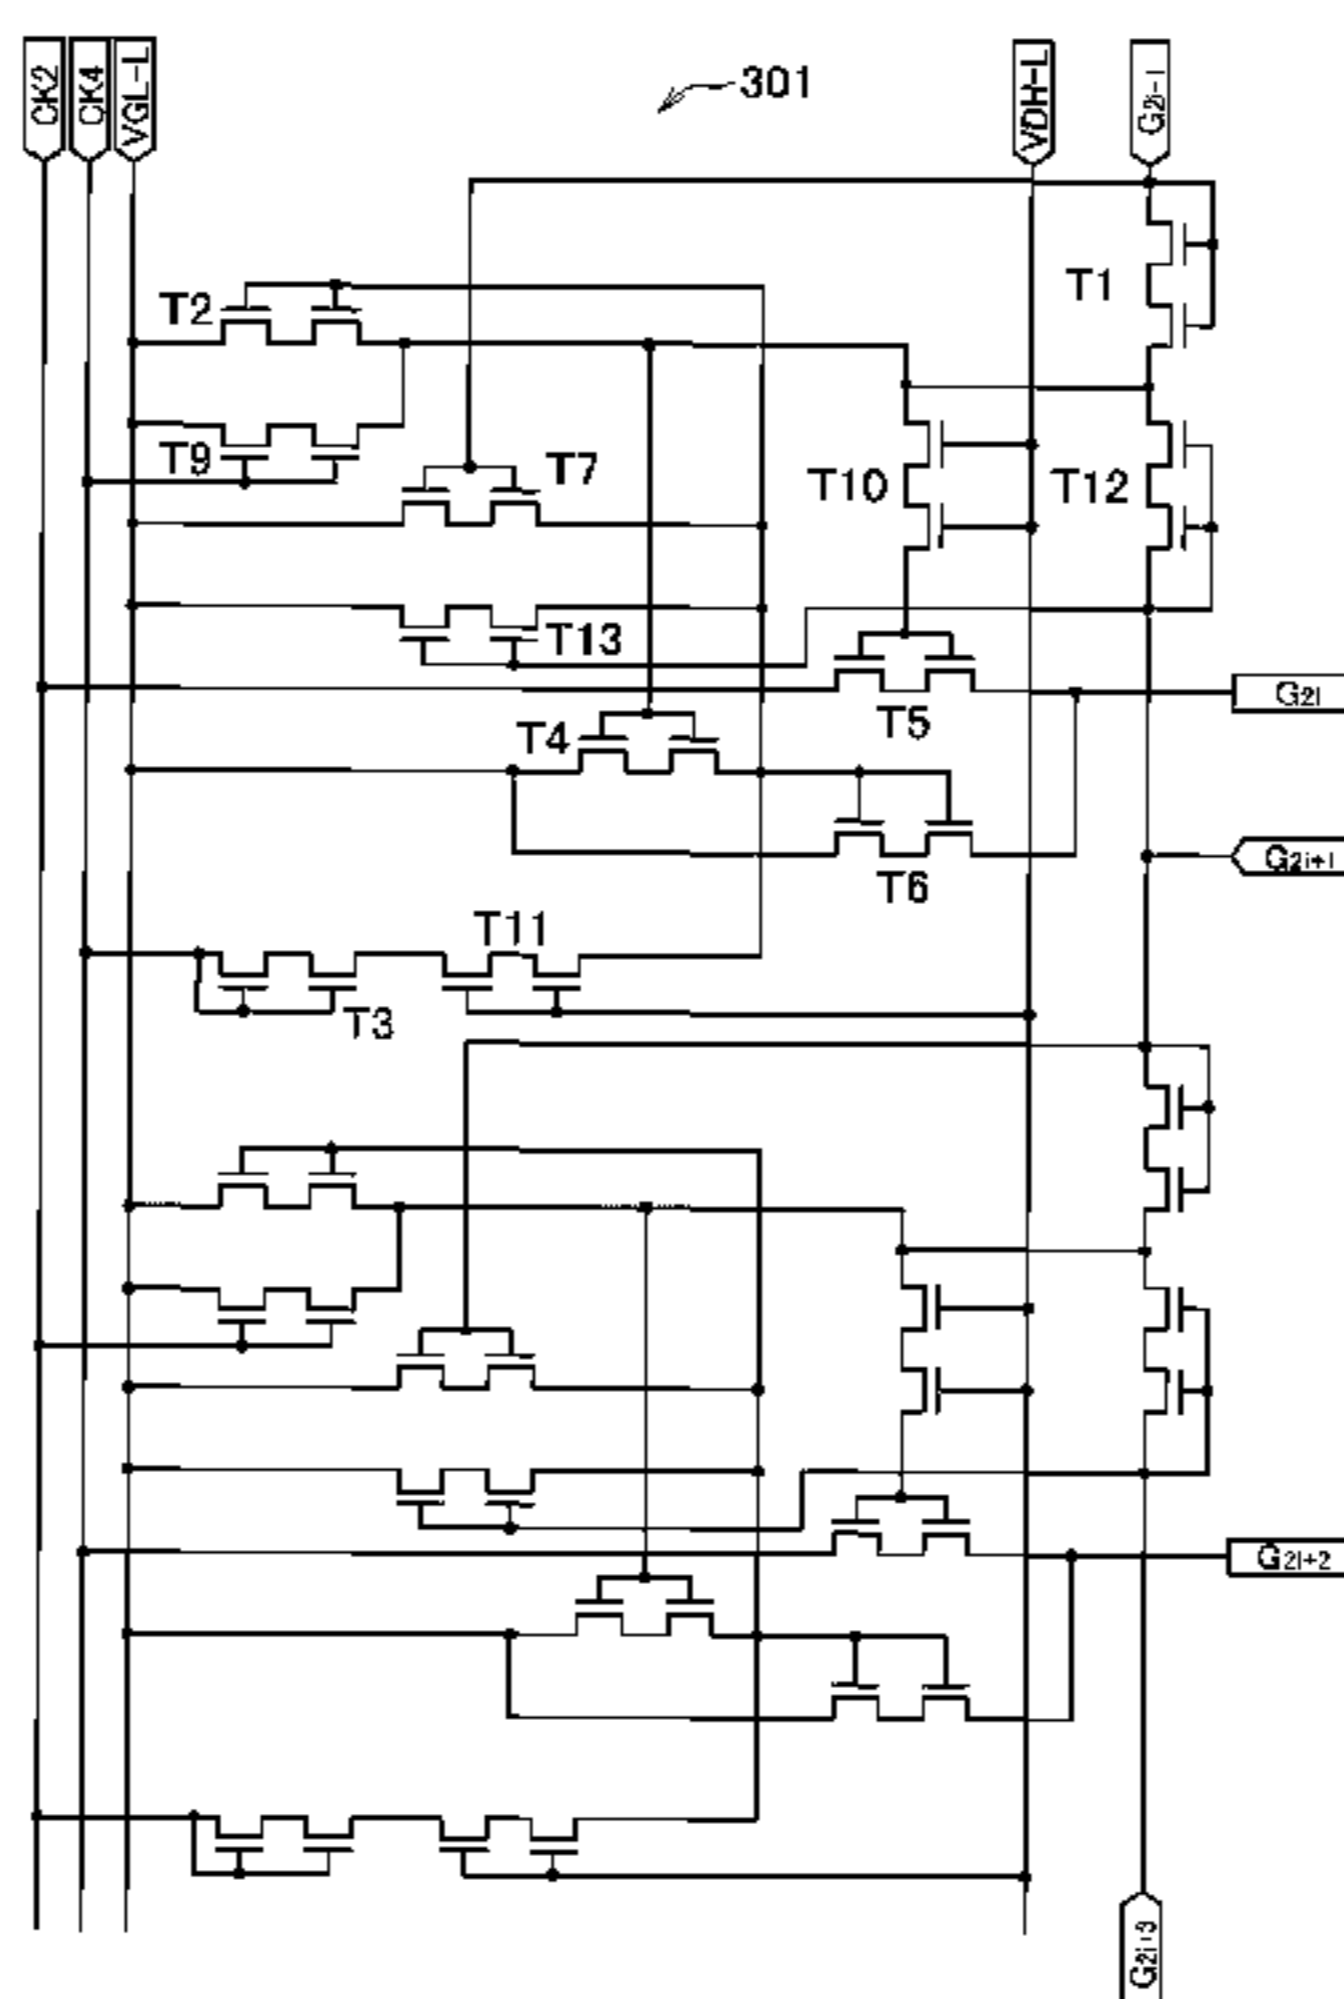 CK2
CK4
VGL-L
301
VDH-L
G2i-1
T1
T2
T9
T7
T10
T12
T13
T5
G2i
T4
T6
G2i+1
T11
T3
G2i+2
G2i+3